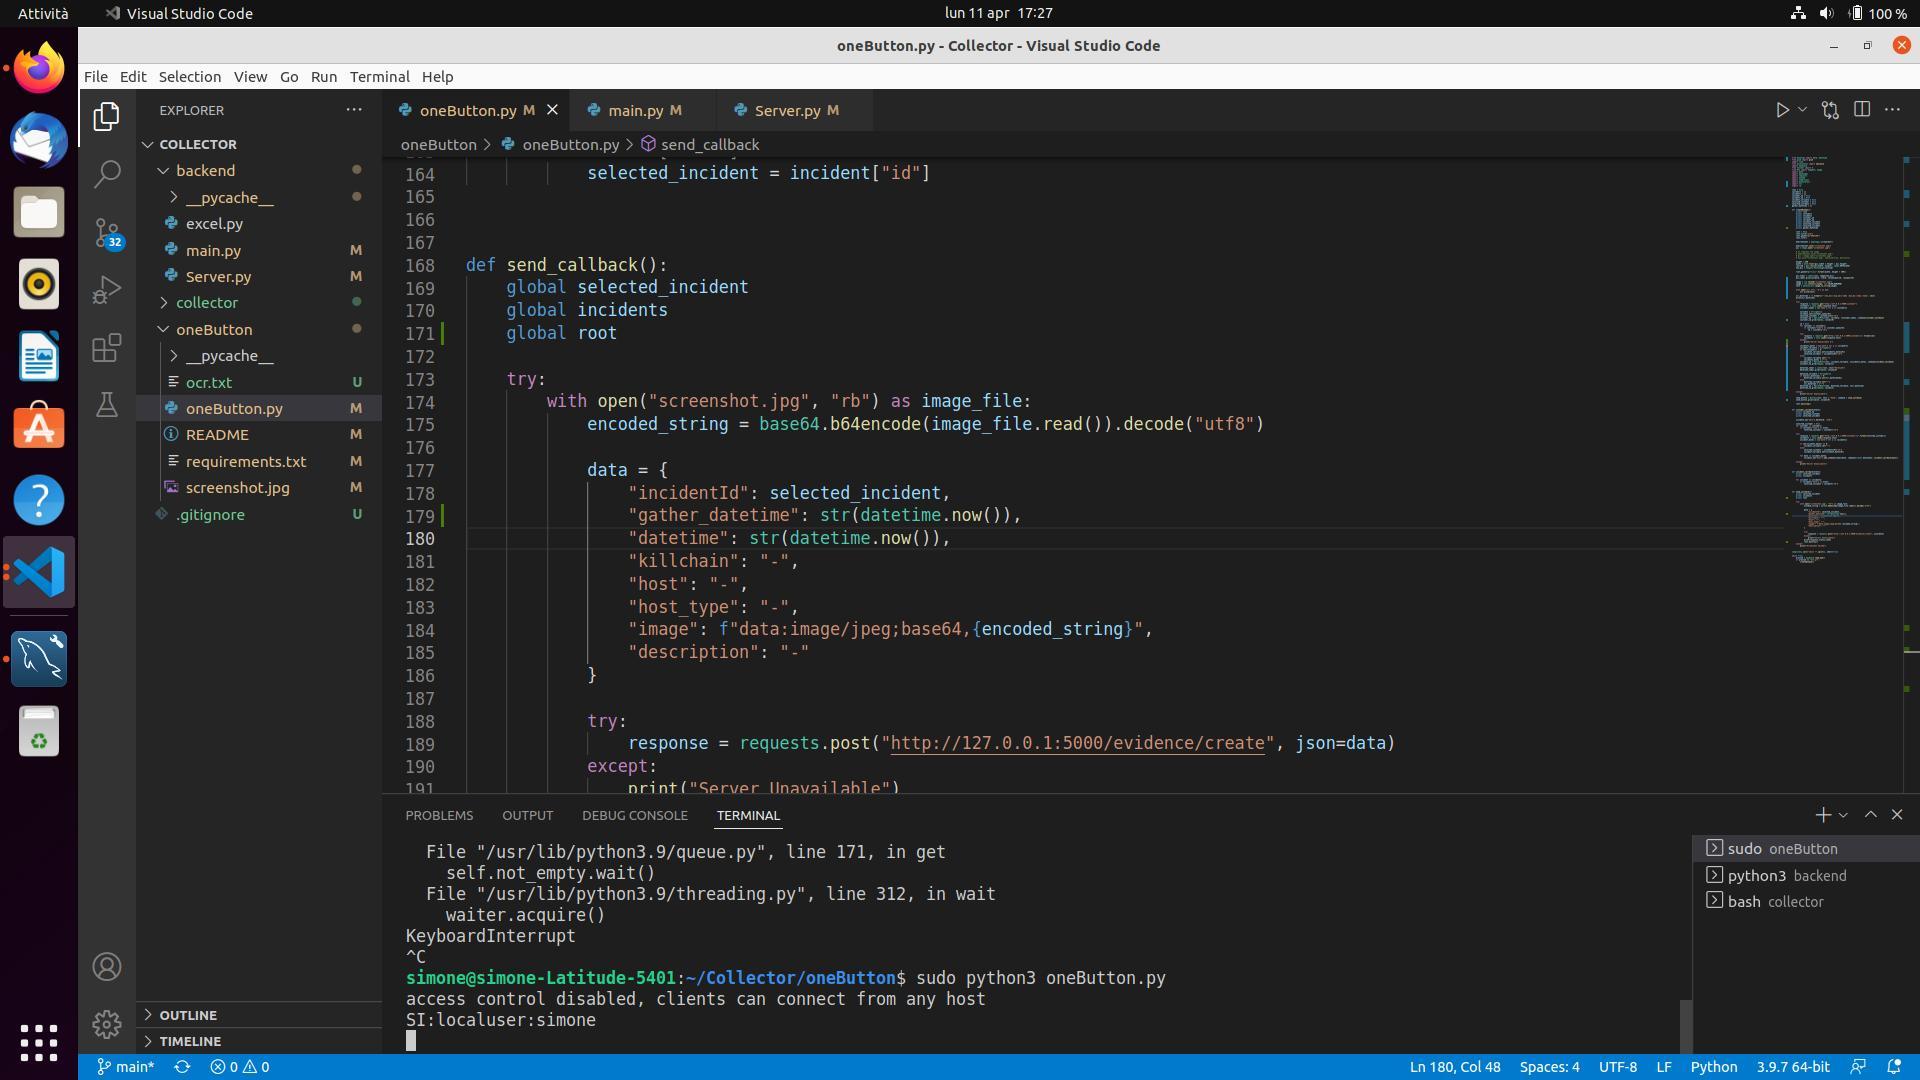 Attività
Visual Studio Code
lun 11 apr 17:27
100 %
oneButton.py - Collector - Visual Studio Code
File Edit Selection View Go Run Terminal Help
EXPLORER
COLLECTOR
backend
__pycache__
excel.py
main.py M
Server.py M
collector
oneButton
__pycache__
ocr.txt U
oneButton.py M
README M
requirements.txt M
screenshot.jpg M
.gitignore U
OUTLINE
TIMELINE
32
oneButton.py M
main.py M
Server.py M
oneButton > oneButton.py > send_callback
164 selected_incident = incident["id"]
165
166
167
168 def send_callback():
169 global selected_incident
170 global incidents
171 global root
172
173 try:
174 with open("screenshot.jpg", "rb") as image_file:
175 encoded_string = base64.b64encode(image_file.read()).decode("utf8")
176
177 data = {
178 "incidentId": selected_incident,
179 "gather_datetime": str(datetime.now()),
180 "datetime": str(datetime.now()),
181 "killchain": "-",
182 "host": "-",
183 "host_type": "-",
184 "image": f"data:image/jpeg;base64,{encoded_string}",
185 "description": "-"
186 }
187
188 try:
189 response = requests.post("http://127.0.0.1:5000/evidence/create", json=data)
190 except:
191 print("Server Unavailable")
PROBLEMS OUTPUT DEBUG CONSOLE TERMINAL
File "/usr/lib/python3.9/queue.py", line 171, in get
self.not_empty.wait()
File "/usr/lib/python3.9/threading.py", line 312, in wait
waiter.acquire()
KeyboardInterrupt
^C
simone@simone-Latitude-5401:~/Collector/oneButton$ sudo python3 oneButton.py
access control disabled, clients can connect from any host
SI:localuser:simone
sudo oneButton
python3 backend
bash collector
main* 0 0
Ln 180, Col 48 Spaces: 4 UTF-8 LF Python 3.9.7 64-bit